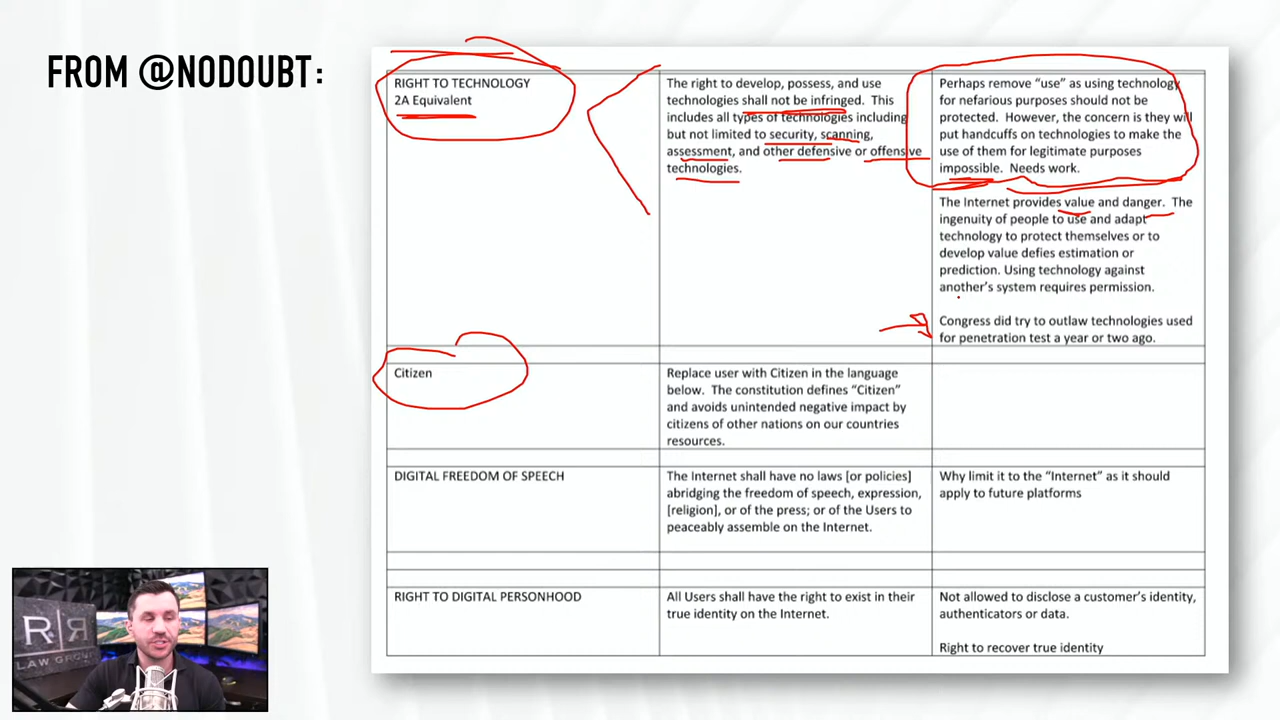 FROM @NODOUBT:
RIGHT TO TECHNOLOGY
2A Equivalent
The right to develop, possess, and use
technologies shall not be infringed. This
includes all types of technologies including
but not limited to security, scanning,
assessment, and other defensive or offensive
technologies.
Perhaps remove “use” as using technology
for nefarious purposes should not be
protected. However, the concern is they will
put handcuffs on technologies to make the
use of them for legitimate purposes
impossible. Needs work.
The Internet provides value and danger. The
ingenuity of people to use and adapt
technology to protect themselves or to
develop value defies estimation or
prediction. Using technology against
another’s system requires permission.
Congress did try to outlaw technologies used
for penetration test a year or two ago.
Citizen
Replace user with Citizen in the language
below. The constitution defines “Citizen”
and avoids unintended negative impact by
citizens of other nations on our countries
resources.
DIGITAL FREEDOM OF SPEECH
The Internet shall have no laws [or policies]
abridging the freedom of speech, expression,
[religion], or of the press; or of the Users to
peaceably assemble on the Internet.
Why limit it to the “Internet” as it should
apply to future platforms
RIGHT TO DIGITAL PERSONHOOD
All Users shall have the right to exist in their
true identity on the Internet.
Not allowed to disclose a customer’s identity,
authenticators or data.
Right to recover true identity
R|R
LAW GROUP